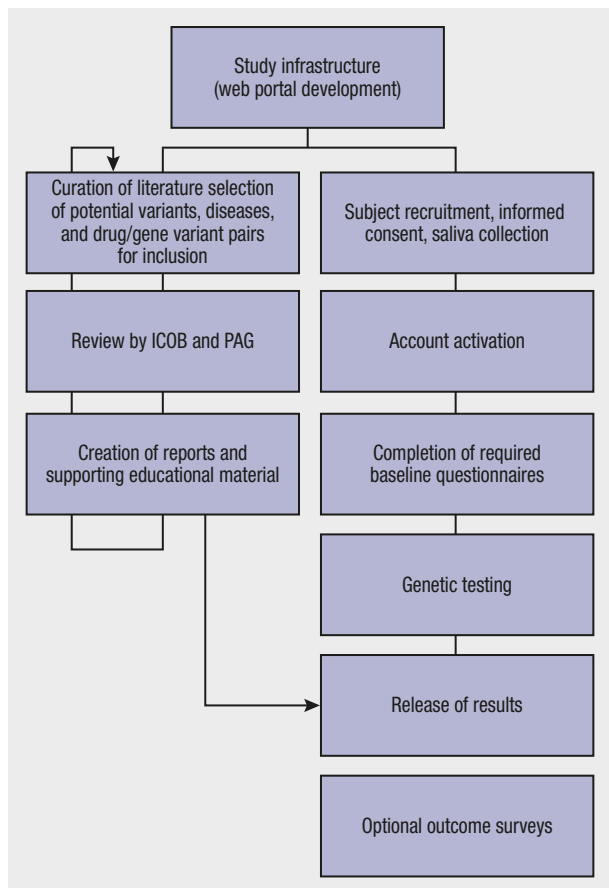 Study infrastructure
(web portal development)
Curation of literature selection
of potential variants, diseases,
and drug/gene variant pairs
for inclusion
Review by ICOB and PAG
Creation of reports and
supporting educational material
Subject recruitment, informed
consent, saliva collection
Account activation
Completion of required
baseline questionnaires
Genetic testing
Release of results
Optional outcome surveys